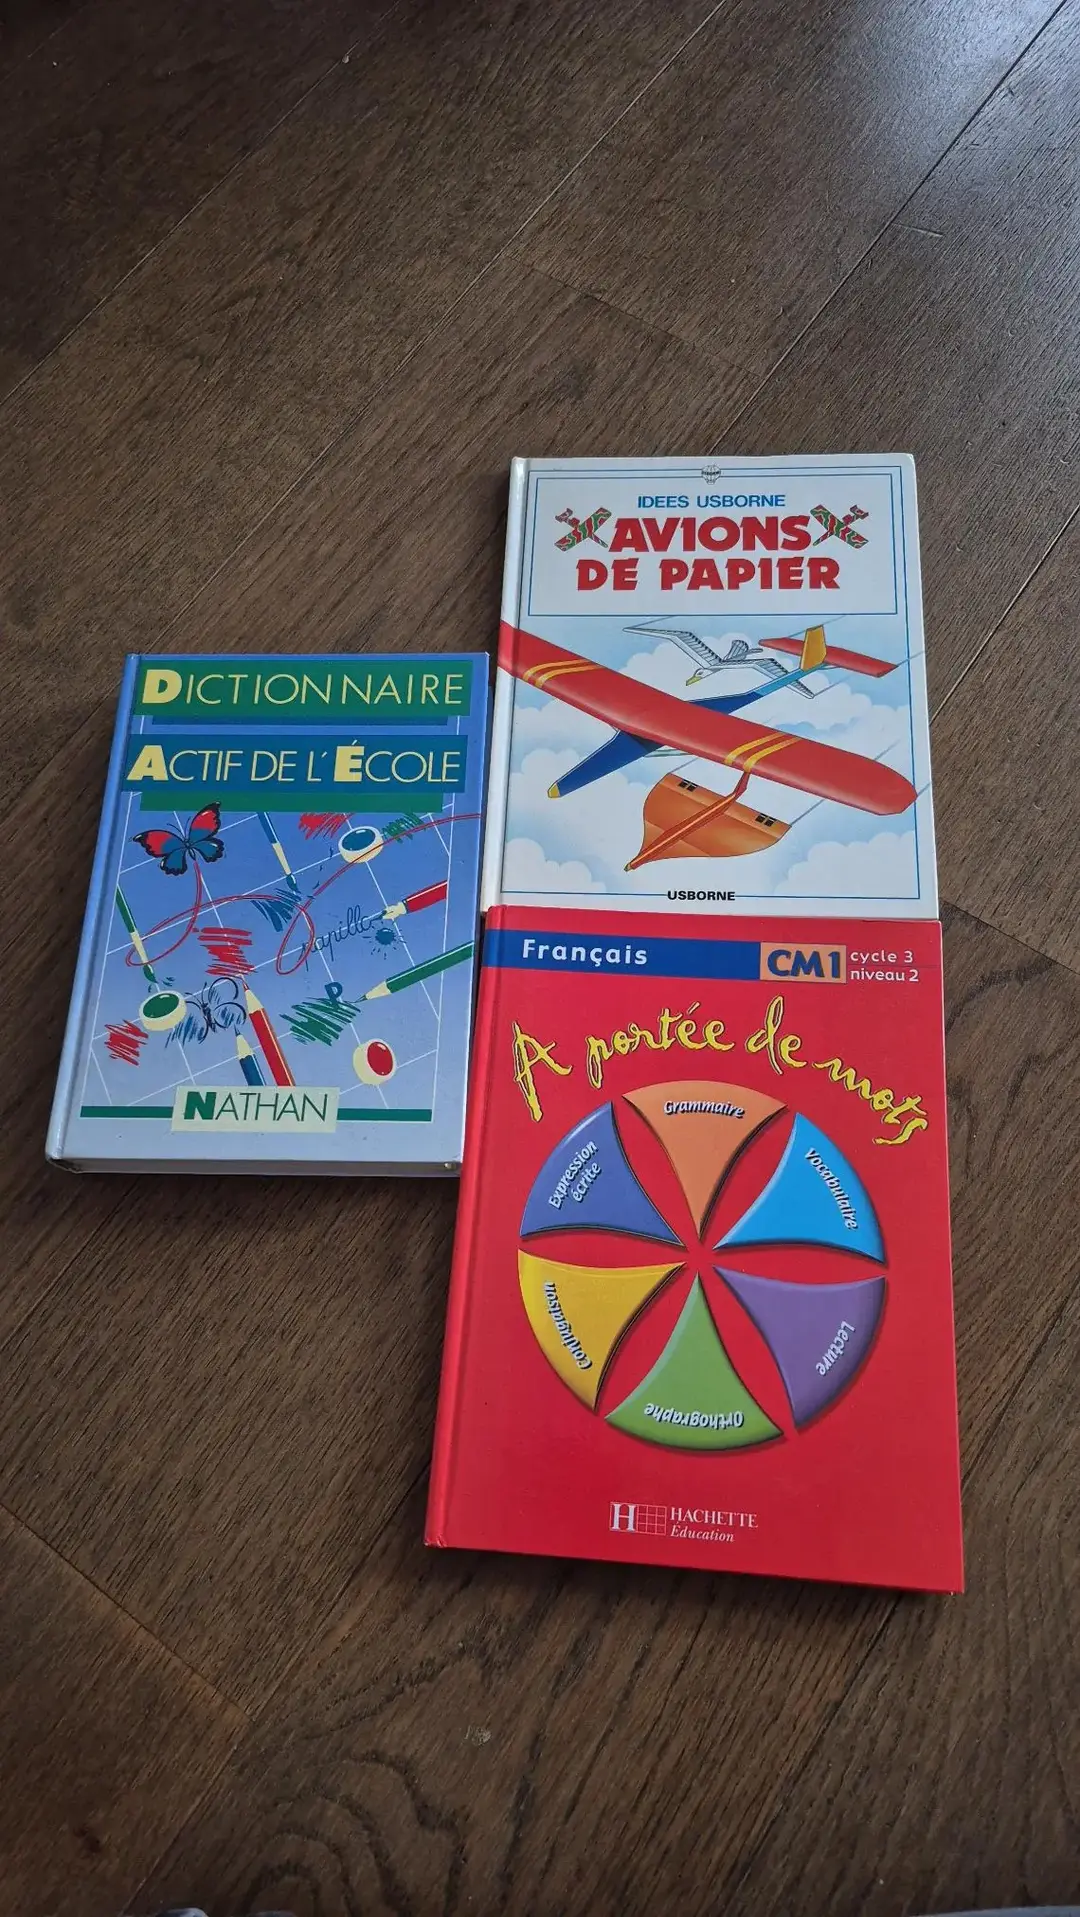 IDEES USBORNE
AVIONS
DE PAPIER
USBORNE
DICTIONNAIRE
ACTIF DE L'ÉCOLE
papillo
P
NATHAN
Français
CM1
cycle 3
niveau 2
A portée de mots
Grammaire
Vocabulaire
Lecture
Orthographe
Conjugaison
Expression
écrite
H
HACHETTE
Education